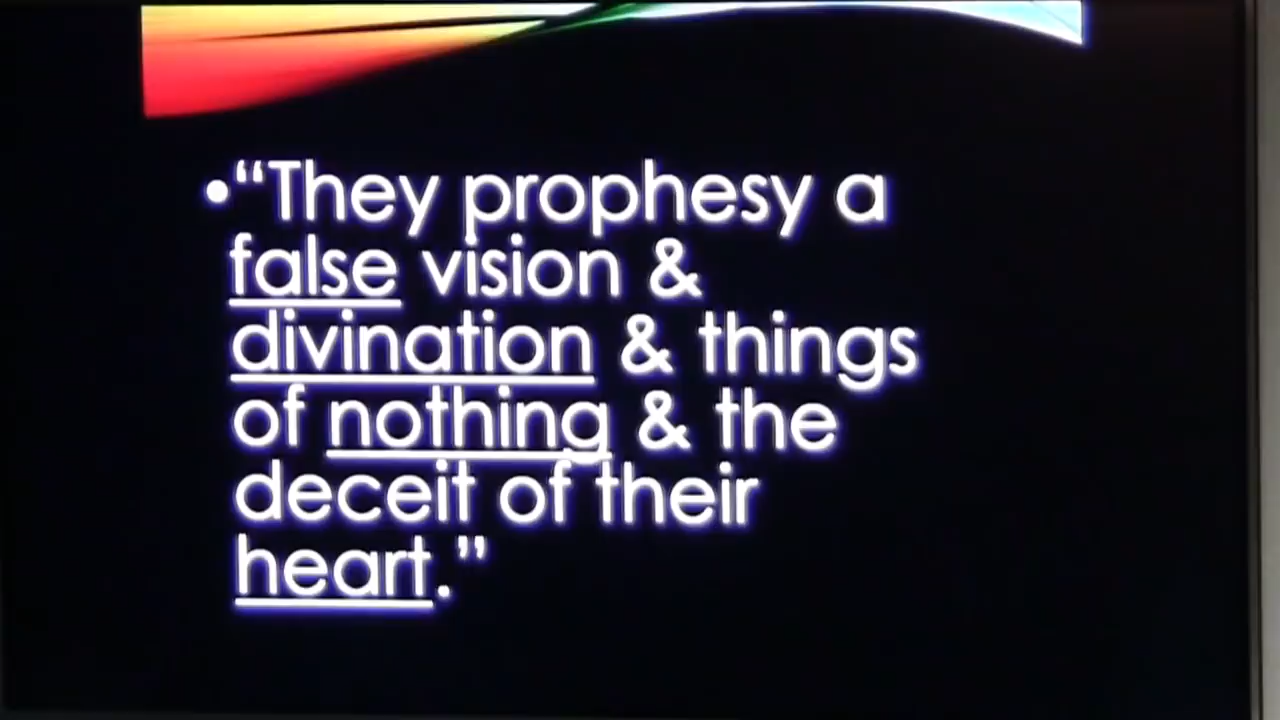 •“They prophesy a
false vision &
divination & things
of nothing & the
deceit of their
heart.”